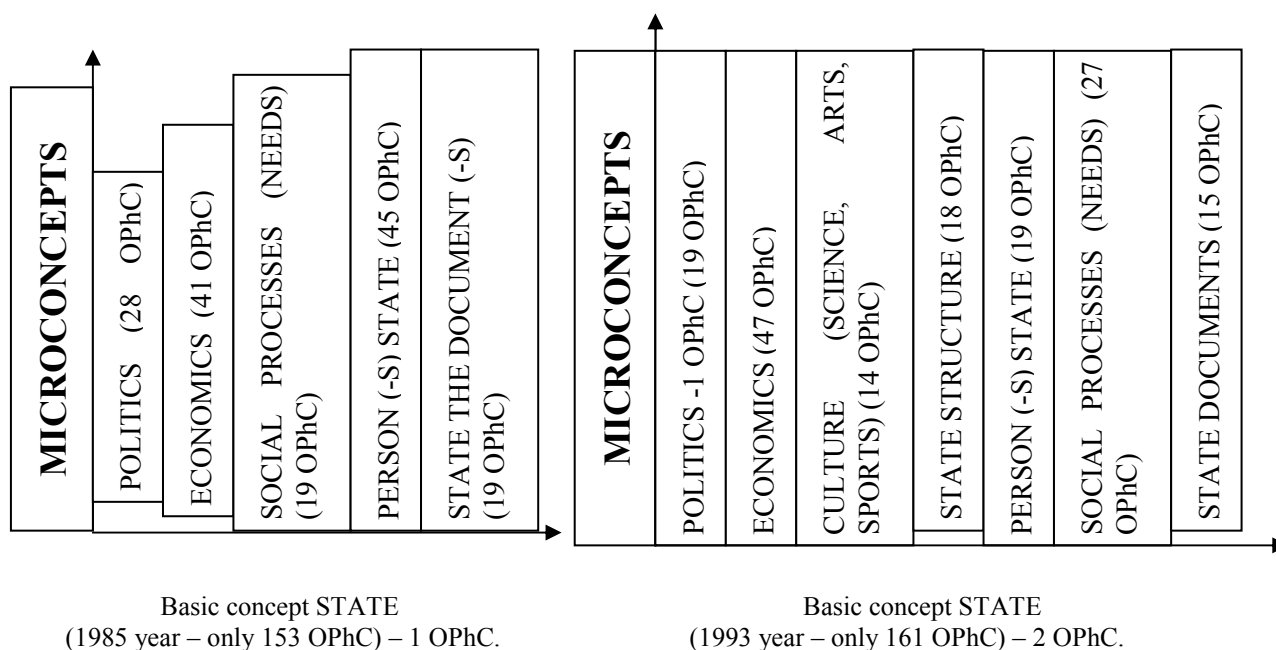 MICROCONCEPTS
POLITICS (28 OPhC)
ECONOMICS (41 OPhC)
SOCIAL PROCESSES (NEEDS)
(19 OPhC)
PERSON (-S) STATE (45 OPhC)
STATE THE DOCUMENT (-S)
(19 OPhC)
Basic concept STATE
(1985 year – only 153 OPhC) – 1 OPhC.
MICROCONCEPTS
POLITICS -1 OPhC (19 OPhC)
ECONOMICS (47 OPhC)
CULTURE (SCIENCE, ARTS,
SPORTS) (14 OPhC)
STATE STRUCTURE (18 OPhC)
PERSON (-S) STATE (19 OPhC)
SOCIAL PROCESSES (NEEDS) (27
OPhC)
STATE DOCUMENTS (15 OPhC)
Basic concept STATE
(1993 year – only 161 OPhC) – 2 OPhC.